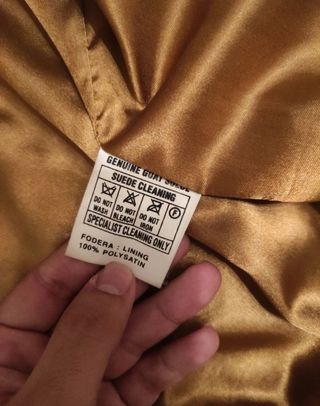 GENUINE GOAT SUEDE
SUEDE CLEANING
DO NOT WASH
DO NOT BLEACH
DO NOT IRON
F
SPECIALIST CLEANING ONLY
FODERA : LINING
100% POLYSATIN